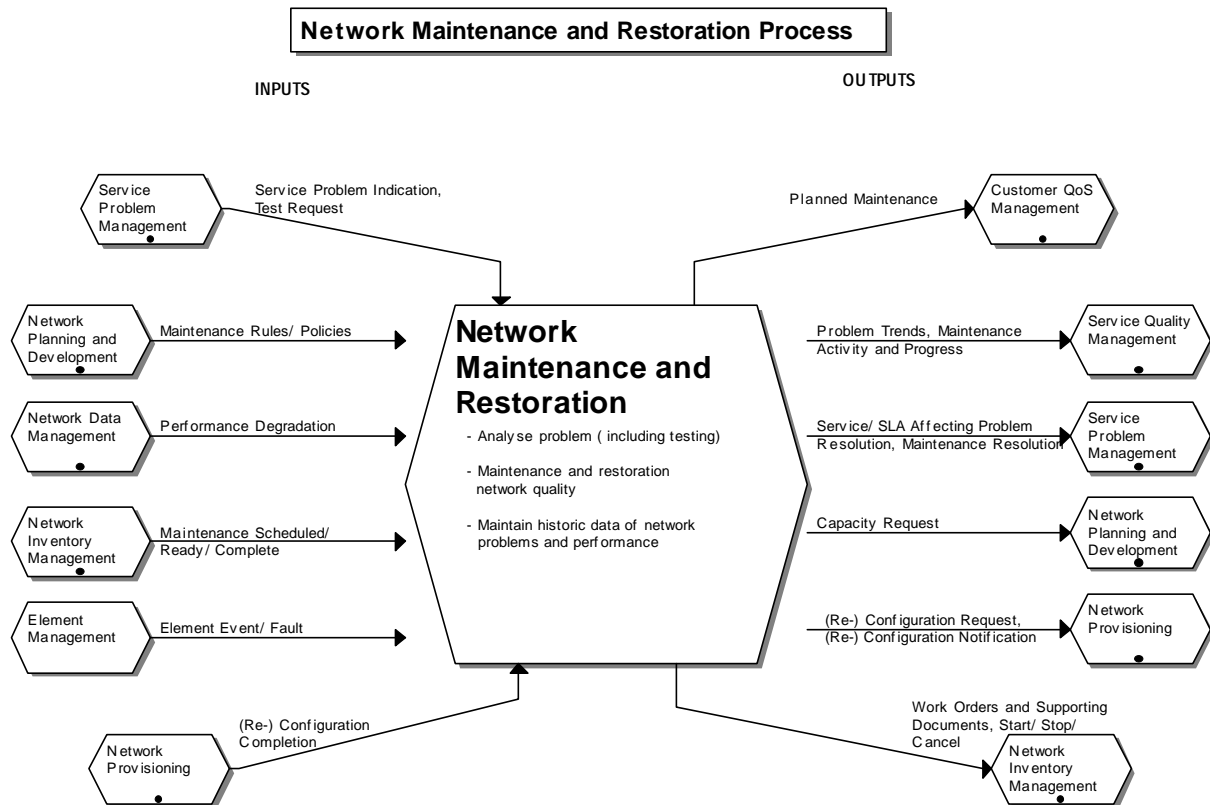 Network Maintenance and Restoration Process
INPUTS
OUTPUTS
Service
Problem
Management
Service Problem Indication,
Test Request
Planned Maintenance
Customer QoS
Management
Network
Planning and
Development
Maintenance Rules/ Policies
Network Data
Management
Performance Degradation
Network
Inventory
Management
Maintenance Scheduled/
Ready/ Complete
Element
Management
Element Event/ Fault
Network
Provisioning
(Re-) Configuration
Completion
Network
Maintenance and
Restoration
- Analyse problem ( including testing)
- Maintenance and restoration
network quality
- Maintain historic data of network
problems and performance
Problem Trends, Maintenance
Activity and Progress
Service Quality
Management
Service/ SLA Affecting Problem
Resolution, Maintenance Resolution
Service
Problem
Management
Capacity Request
Network
Planning and
Development
(Re-) Configuration Request,
(Re-) Configuration Notification
Network
Provisioning
Work Orders and Supporting
Documents, Start/ Stop/
Cancel
Network
Inventory
Management